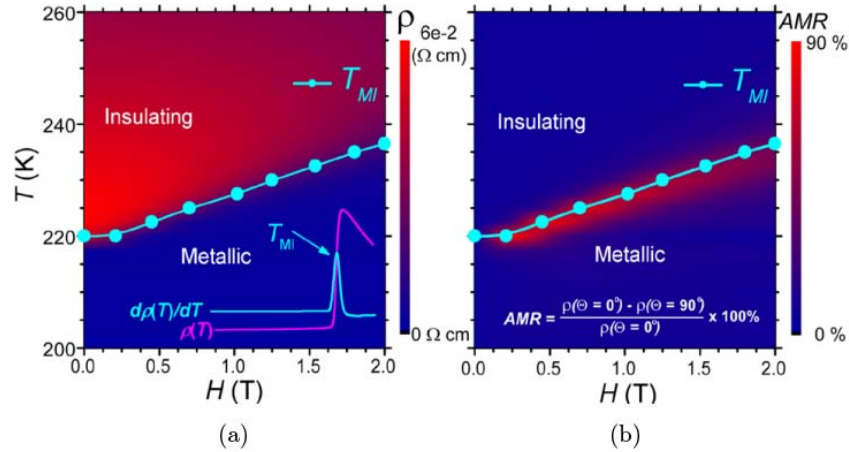 260
240
220
200
T (K)
0.0 0.5 1.0 1.5 2.0
H (T)
Insulating
Metallic
T_MI
T_MI
dρ(T)/dT
ρ(T)
ρ
6e-2
(Ω cm)
0 Ω cm
(a)
AMR
90 %
0 %
T_MI
Insulating
Metallic
AMR = (ρ(Θ = 0°) - ρ(Θ = 90°)) / ρ(Θ = 0°) x 100%
0.0 0.5 1.0 1.5 2.0
H (T)
(b)